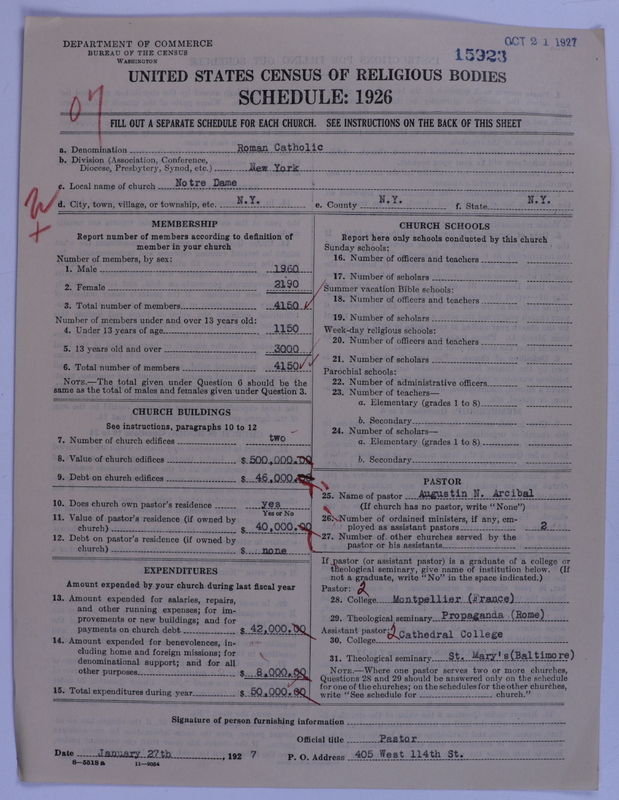 DEPARTMENT OF COMMERCE
BUREAU OF THE CENSUS
WASHINGTON
OCT 21 1927
15923
UNITED STATES CENSUS OF RELIGIOUS BODIES
SCHEDULE: 1926
07
FILL OUT A SEPARATE SCHEDULE FOR EACH CHURCH. SEE INSTRUCTIONS ON THE BACK OF THIS SHEET
a. Denomination Roman Catholic
b. Division (Association, Conference,
Diocese, Presbytery, Synod, etc.) New York
c. Local name of church Notre Dame
d. City, town, village, or township, etc. N.Y. e. County N.Y. f. State N.Y.
MEMBERSHIP
Report number of members according to definition of
member in your church
Number of members, by sex:
1. Male 1960
2. Female 2190
3. Total number of members 4150
Number of members under and over 13 years old:
4. Under 13 years of age 1150
5. 13 years old and over 3000
6. Total number of members 4150
NOTE.—The total given under Question 6 should be the
same as the total of males and females given under Question 3.
CHURCH BUILDINGS
See instructions, paragraphs 10 to 12
7. Number of church edifices two
8. Value of church edifices $ 500,000.00
9. Debt on church edifices $ 46,000.00
10. Does church own pastor's residence yes
Yes or No
11. Value of pastor's residence (if owned by
church) $ 40,000.00
12. Debt on pastor's residence (if owned by
church) $ none
EXPENDITURES
Amount expended by your church during last fiscal year
13. Amount expended for salaries, repairs,
and other running expenses; for im-
provements or new buildings; and for
payments on church debt $ 42,000.00
14. Amount expended for benevolences, in-
cluding home and foreign missions; for
denominational support; and for all
other purposes $ 8,000.00
15. Total expenditures during year $ 50,000.00
CHURCH SCHOOLS
Report here only schools conducted by this church
Sunday schools:
16. Number of officers and teachers
17. Number of scholars
Summer vacation Bible schools:
18. Number of officers and teachers
19. Number of scholars
Week-day religious schools:
20. Number of officers and teachers
21. Number of scholars
Parochial schools:
22. Number of administrative officers
23. Number of teachers—
a. Elementary (grades 1 to 8)
b. Secondary
24. Number of scholars—
a. Elementary (grades 1 to 8)
b. Secondary
PASTOR
25. Name of pastor Augustin N. Arcibal
(If church has no pastor, write "None")
26. Number of ordained ministers, if any, em-
ployed as assistant pastors 2
27. Number of other churches served by the
pastor or his assistants
If pastor (or assistant pastor) is a graduate of a college or
theological seminary, give name of institution below. (If
not a graduate, write "No" in the space indicated.)
Pastor: 2
28. College Montpellier (France)
29. Theological seminary Propaganda (Rome)
Assistant pastor: 2
30. College Cathedral College
31. Theological seminary St. Mary's(Baltimore)
NOTE.—Where one pastor serves two or more churches,
Questions 28 and 29 should be answered only on the schedule
for one of the churches; on the schedules for the other churches,
write "See schedule for church."
Signature of person furnishing information
Official title Pastor
Date January 27th, 1927 P. O. Address 405 West 114th St.
8—5518 a 11—9034